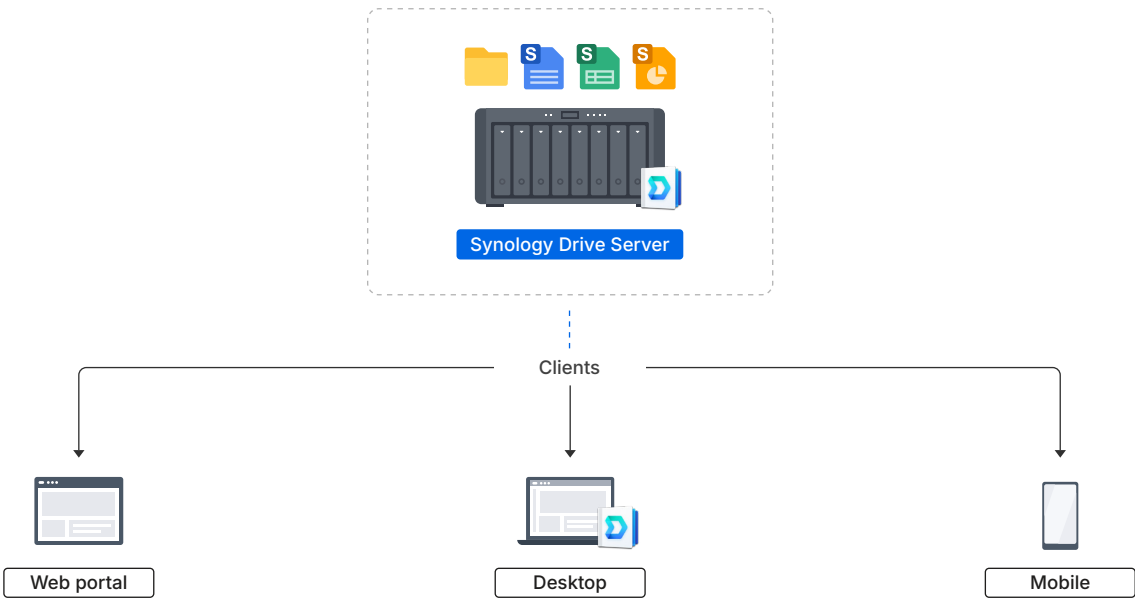 S
S
S
Synology Drive Server
Clients
Web portal
Desktop
Mobile